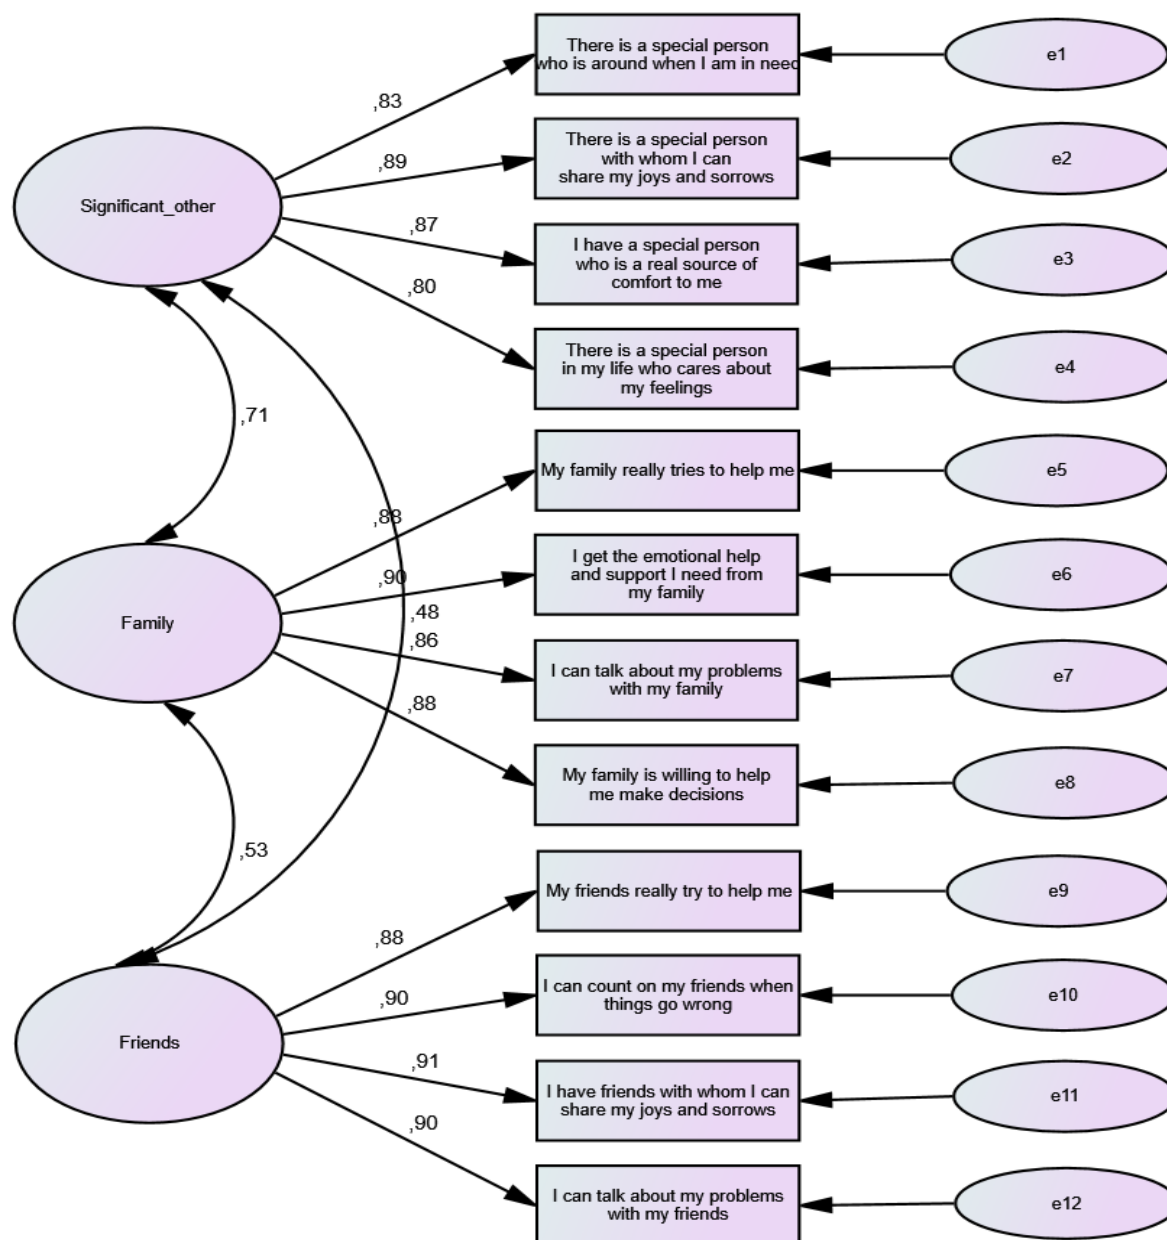 There is a special person
who is around when I am in need
e1
,83
There is a special person
with whom I can
share my joys and sorrows
e2
,89
Significant_other
,87
I have a special person
who is a real source of
comfort to me
e3
,80
There is a special person
in my life who cares about
my feelings
e4
,71
My family really tries to help me
e5
,88
I get the emotional help
and support I need from
my family
e6
,90
,48
Family
,86
I can talk about my problems
with my family
e7
,88
My family is willing to help
me make decisions
e8
,53
My friends really try to help me
e9
,88
I can count on my friends when
things go wrong
e10
,90
Friends
,91
I have friends with whom I can
share my joys and sorrows
e11
,90
I can talk about my problems
with my friends
e12